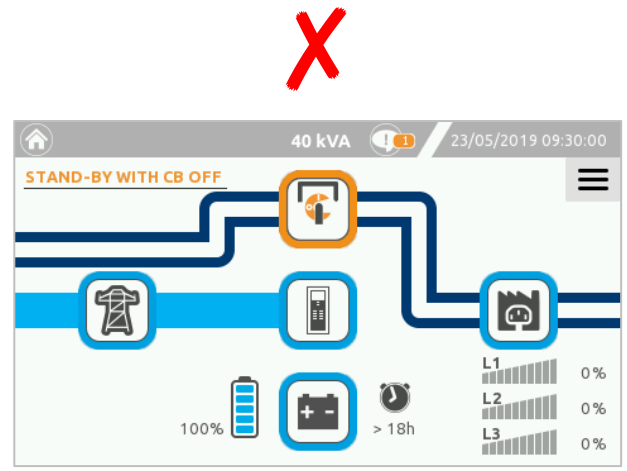 40 kVA 1 23/05/2019 09:30:00
STAND-BY WITH CB OFF
L1 0%
L2 0%
100% > 18h
L3 0%